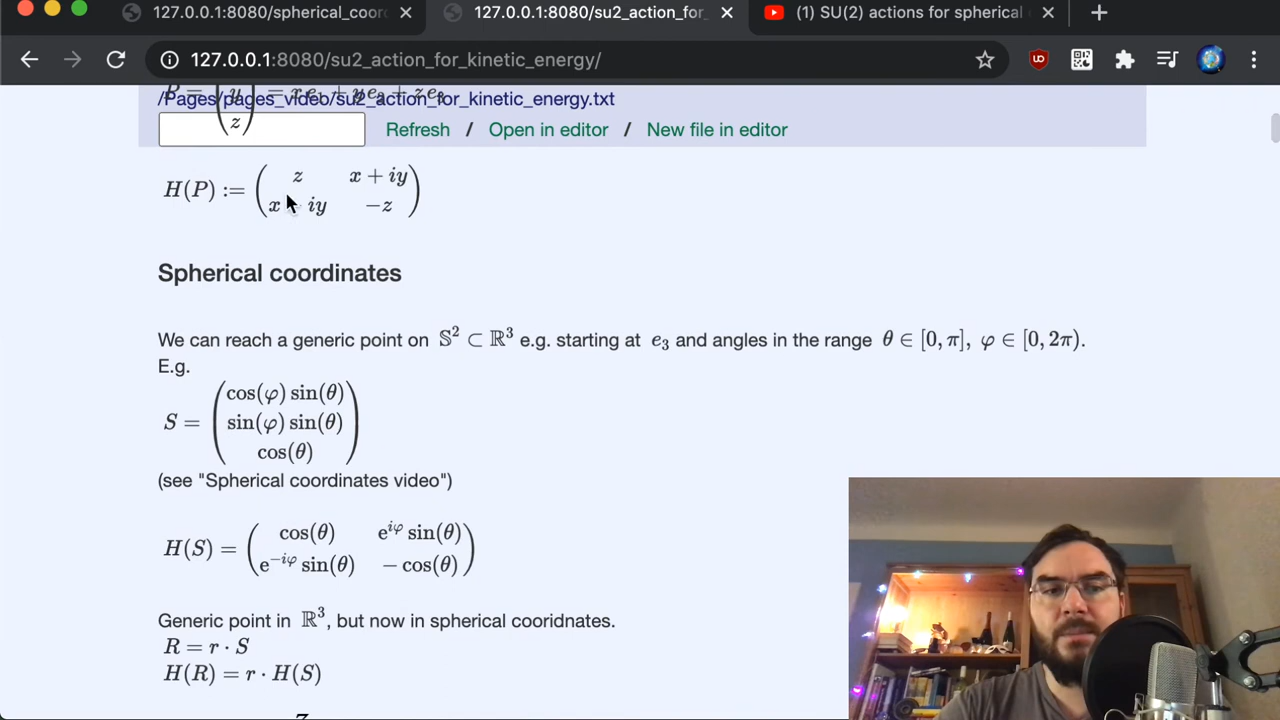 127.0.0.1:8080/spherical_coor
127.0.0.1:8080/su2_action_for_
(1) SU(2) actions for spherical
127.0.0.1:8080/su2_action_for_kinetic_energy/
P = (y z) = x e₁ + y e₂ + z e₃
/Pages/pages_video/su2_action_for_kinetic_energy.txt
Refresh / Open in editor / New file in editor
H(P) := ( z x + iy
x − iy −z )
Spherical coordinates
We can reach a generic point on 𝕊² ⊂ ℝ³ e.g. starting at e₃ and angles in the range θ ∈ [0, π], φ ∈ [0, 2π).
E.g.
S = ( cos(φ) sin(θ)
sin(φ) sin(θ)
cos(θ) )
(see "Spherical coordinates video")
H(S) = ( cos(θ) e^{iφ} sin(θ)
e^{−iφ} sin(θ) − cos(θ) )
Generic point in ℝ³, but now in spherical cooridnates.
R = r · S
H(R) = r · H(S)